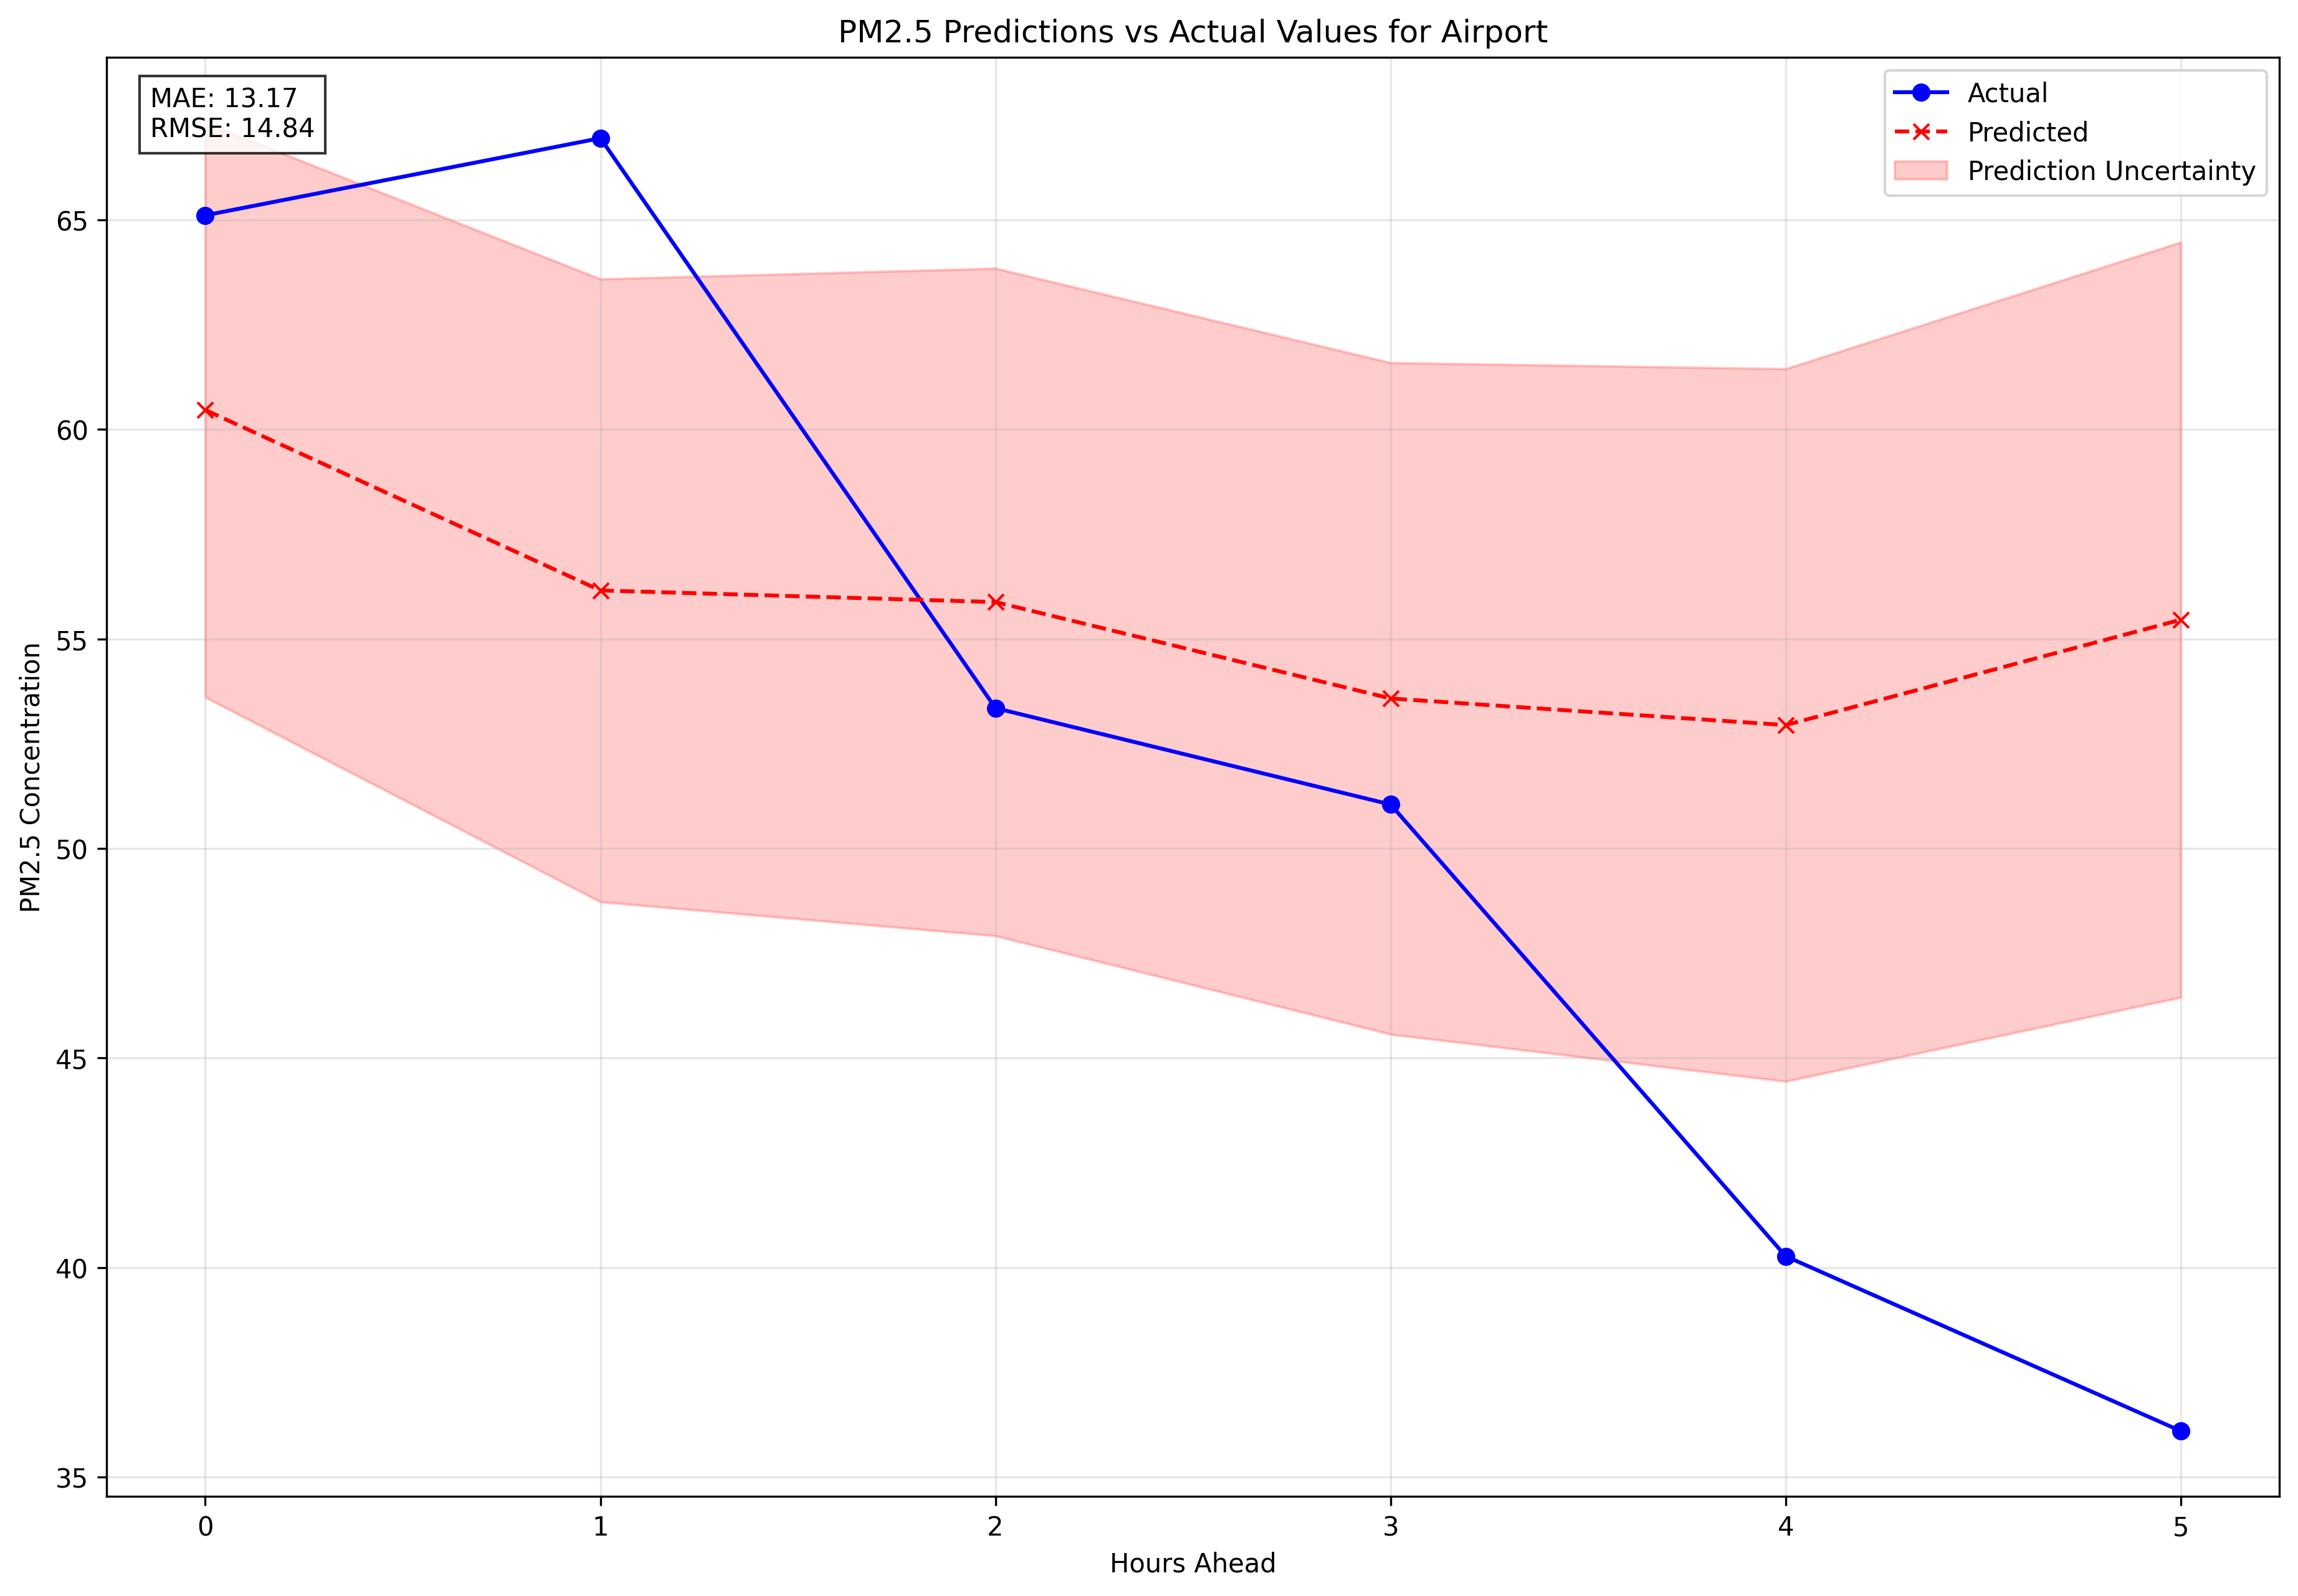 PM2.5 Predictions vs Actual Values for Airport
MAE: 13.17
RMSE: 14.84
Actual
Predicted
Prediction Uncertainty
65
60
55
50
45
40
35
PM2.5 Concentration
0 1 2 3 4 5
Hours Ahead